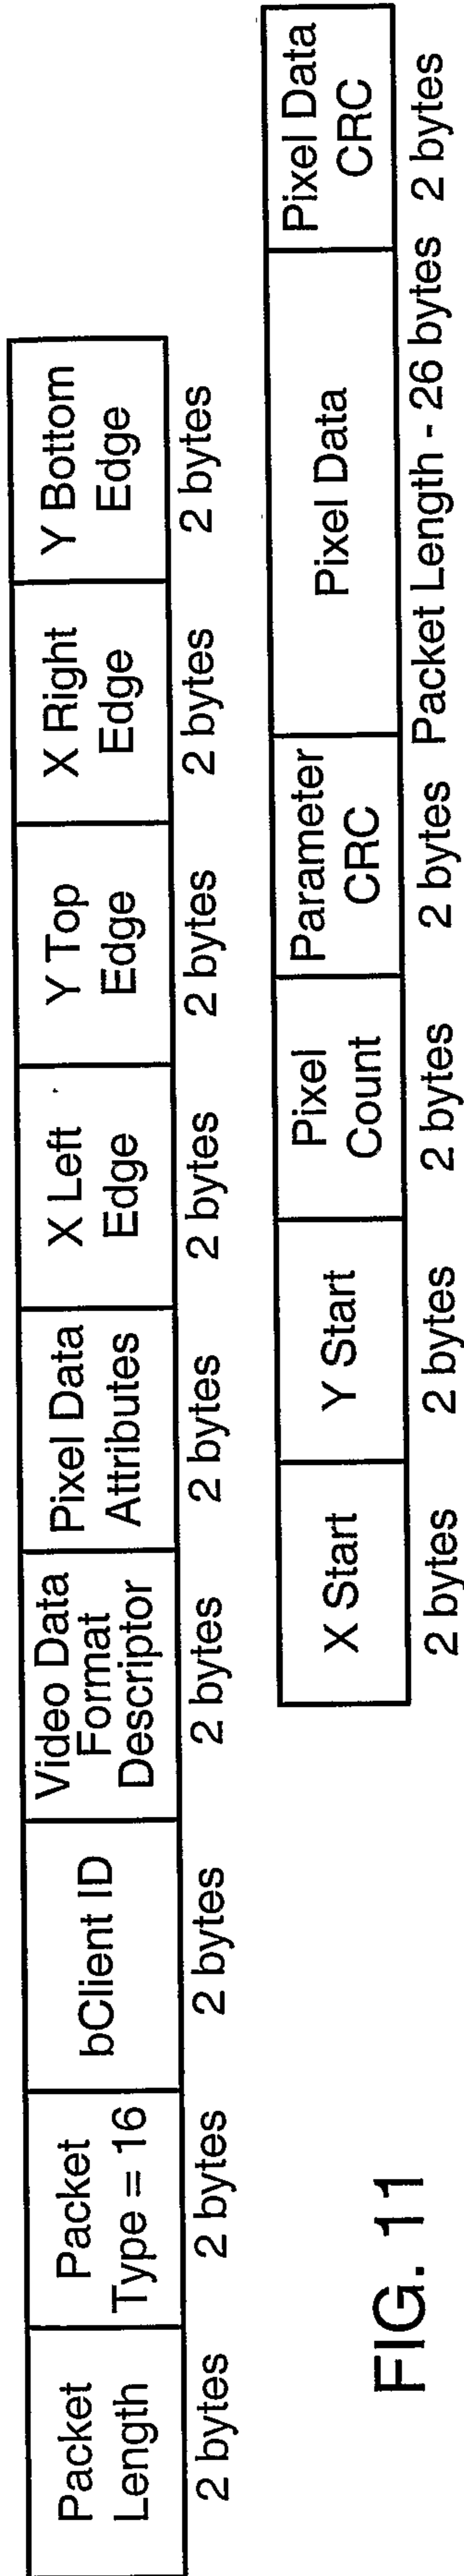 Packet
Length
2 bytes
Packet
Type = 16
2 bytes
bClient ID
2 bytes
Video Data
Format
Descriptor
2 bytes
Pixel Data
Attributes
2 bytes
X Left
Edge
2 bytes
Y Top
Edge
2 bytes
X Right
Edge
2 bytes
Y Bottom
Edge
2 bytes
X Start
2 bytes
Y Start
2 bytes
Pixel
Count
2 bytes
Parameter
CRC
2 bytes
Pixel Data
Packet Length - 26 bytes
Pixel Data
CRC
2 bytes
FIG. 11